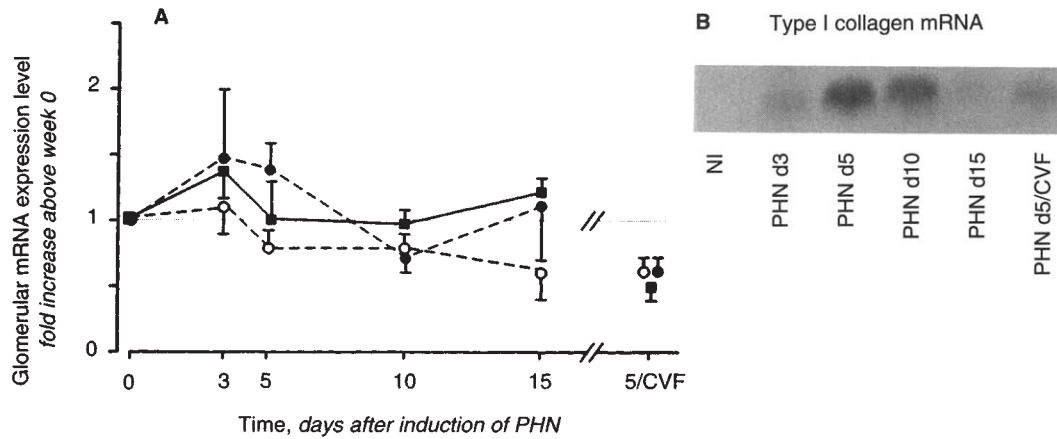 A
Glomerular mRNA expression level
fold increase above week 0
2
1
0
0
3
5
10
15
5/CVF
Time, days after induction of PHN
B
Type I collagen mRNA
NI
PHN d3
PHN d5
PHN d10
PHN d15
PHN d5/CVF